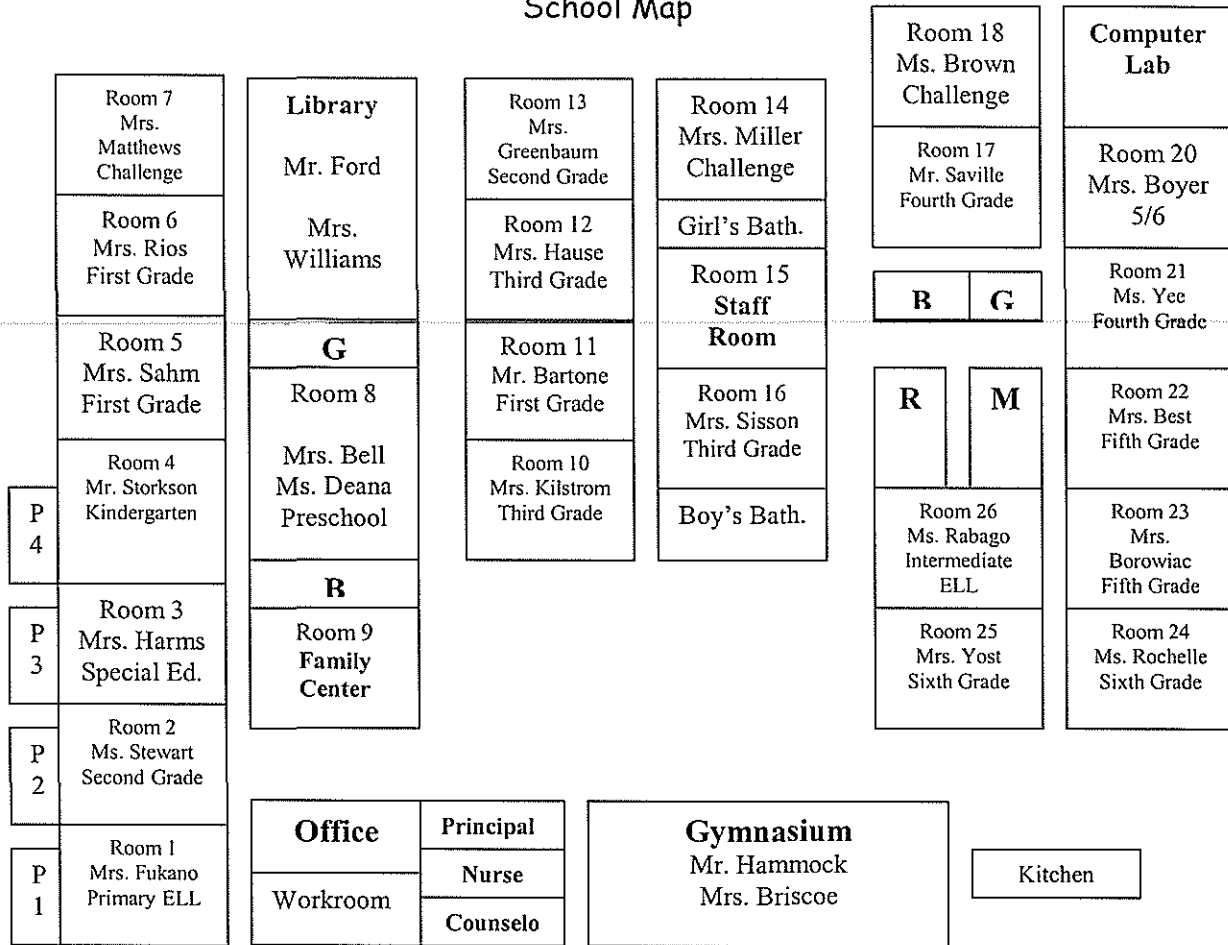 School Map
Room 7
Mrs.
Matthews
Challenge
Room 6
Mrs. Rios
First Grade
Room 5
Mrs. Sahm
First Grade
Room 4
Mr. Storkson
Kindergarten
P
4
Room 3
Mrs. Harms
Special Ed.
P
3
Room 2
Ms. Stewart
Second Grade
P
2
Room 1
Mrs. Fukano
Primary ELL
P
1
Library
Mr. Ford
Mrs.
Williams
G
Room 8
Mrs. Bell
Ms. Deana
Preschool
B
Room 9
Family
Center
Office
Workroom
Principal
Nurse
Counselo
Room 13
Mrs.
Greenbaum
Second Grade
Room 12
Mrs. Hause
Third Grade
Room 11
Mr. Bartone
First Grade
Room 10
Mrs. Kilstrom
Third Grade
Room 14
Mrs. Miller
Challenge
Girl's Bath.
Room 15
Staff
Room
Room 16
Mrs. Sisson
Third Grade
Boy's Bath.
Gymnasium
Mr. Hammock
Mrs. Briscoe
Room 18
Ms. Brown
Challenge
Room 17
Mr. Saville
Fourth Grade
B G
R M
Room 26
Ms. Rabago
Intermediate
ELL
Room 25
Mrs. Yost
Sixth Grade
Computer
Lab
Room 20
Mrs. Boyer
5/6
Room 21
Ms. Yee
Fourth Grade
Room 22
Mrs. Best
Fifth Grade
Room 23
Mrs.
Borowiac
Fifth Grade
Room 24
Ms. Rochelle
Sixth Grade
Kitchen